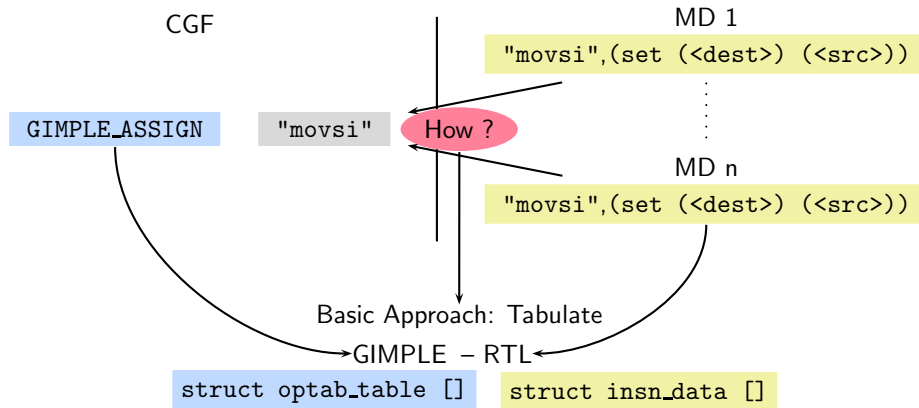 CGF
MD 1
"movsi",(set (<dest>) (<src>))
GIMPLE_ASSIGN
"movsi"
How ?
MD n
"movsi",(set (<dest>) (<src>))
Basic Approach: Tabulate
GIMPLE – RTL
struct optab_table []
struct insn_data []